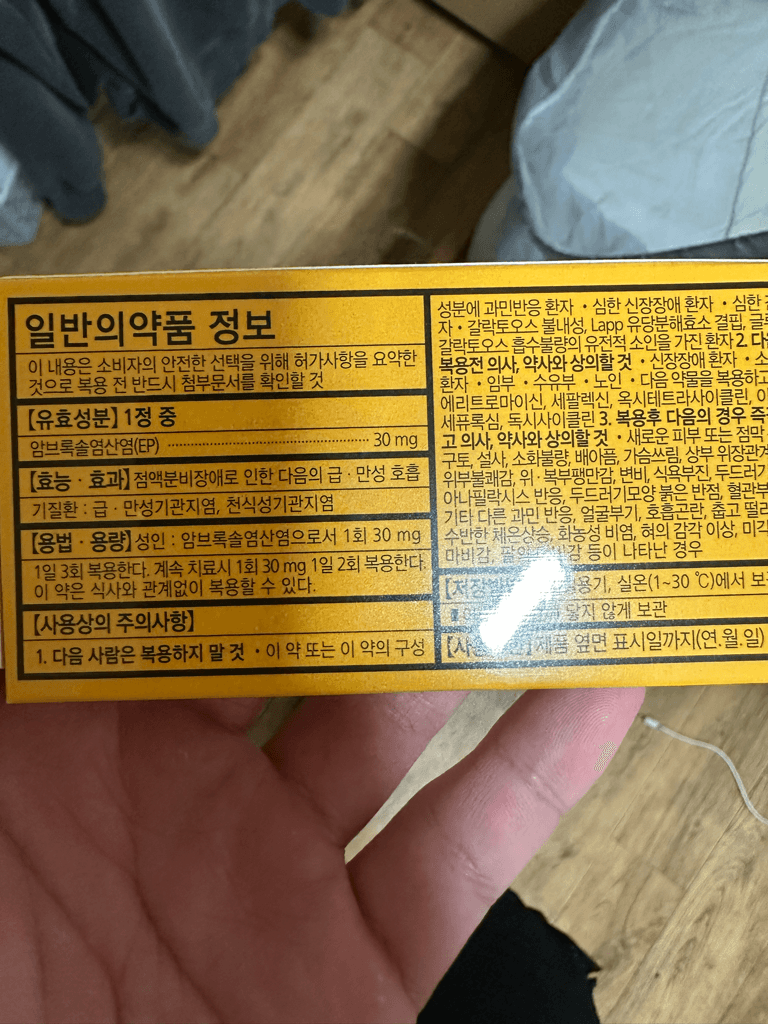 일반의약품 정보
이 내용은 소비자의 안전한 선택을 위해 허가사항을 요약한
것으로 복용 전 반드시 첨부문서를 확인할 것
【유효성분】 1정 중
암브록솔염산염(EP) 30 mg
【효능 · 효과】 점액분비장애로 인한 다음의 급 · 만성 호흡
기질환 : 급 · 만성기관지염, 천식성기관지염
【용법 · 용량】 성인 : 암브록솔염산염으로서 1회 30 mg
1일 3회 복용한다. 계속 치료시 1회 30 mg 1일 2회 복용한다.
이 약은 식사와 관계없이 복용할 수 있다.
【사용상의 주의사항】
1. 다음 사람은 복용하지 말 것 • 이 약 또는 이 약의 구성
성분에 과민반응 환자 • 심한 신장장애 환자 • 심한
자 • 갈락토오스 불내성, Lapp 유당분해효소 결핍,
갈락토오스 흡수불량의 유전적 소인을 가진 환자 2.
복용전 의사, 약사와 상의할 것 • 신장장애 환자 •
환자 • 임부 • 수유부 • 노인 • 다음 약물을 복용하고
에리트로마이신, 세팔렉신, 옥시테트라사이클린,
세푸록심, 독시사이클린 3. 복용후 다음의 경우
고 의사, 약사와 상의할 것 • 새로운 피부 또는 점막
구토, 설사, 소화불량, 배아픔, 가슴쓰림, 상부 위장관계
위부불쾌감, 위 · 복부팽만감, 변비, 식욕부진, 두드러기
아나필락시스 반응, 두드러기모양 붉은 반점, 혈관부
기타 다른 과민 반응, 얼굴부기, 호흡곤란, 춥고 떨리
수반한 체온상승, 화농성 비염, 혀의 감각 이상, 미각
마비감, 등이 나타난 경우
【저장 용기, 실온(1~30 ℃)에서
닿지 않게 보관
【사 제품 옆면 표시일까지(연.월.일)